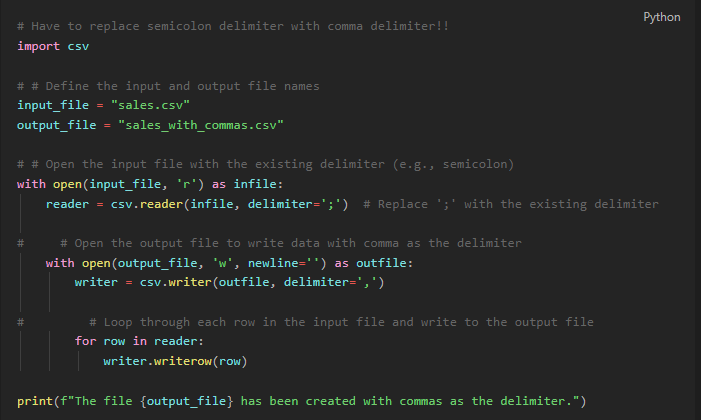 Python
# Have to replace semicolon delimiter with comma delimiter!!
import csv
# # Define the input and output file names
input_file = "sales.csv"
output_file = "sales_with_commas.csv"
# # Open the input file with the existing delimiter (e.g., semicolon)
with open(input_file, 'r') as infile:
    reader = csv.reader(infile, delimiter=';')  # Replace ';' with the existing delimiter
#     # Open the output file to write data with comma as the delimiter
    with open(output_file, 'w', newline='') as outfile:
        writer = csv.writer(outfile, delimiter=',')
#         # Loop through each row in the input file and write to the output file
        for row in reader:
            writer.writerow(row)
print(f"The file {output_file} has been created with commas as the delimiter.")